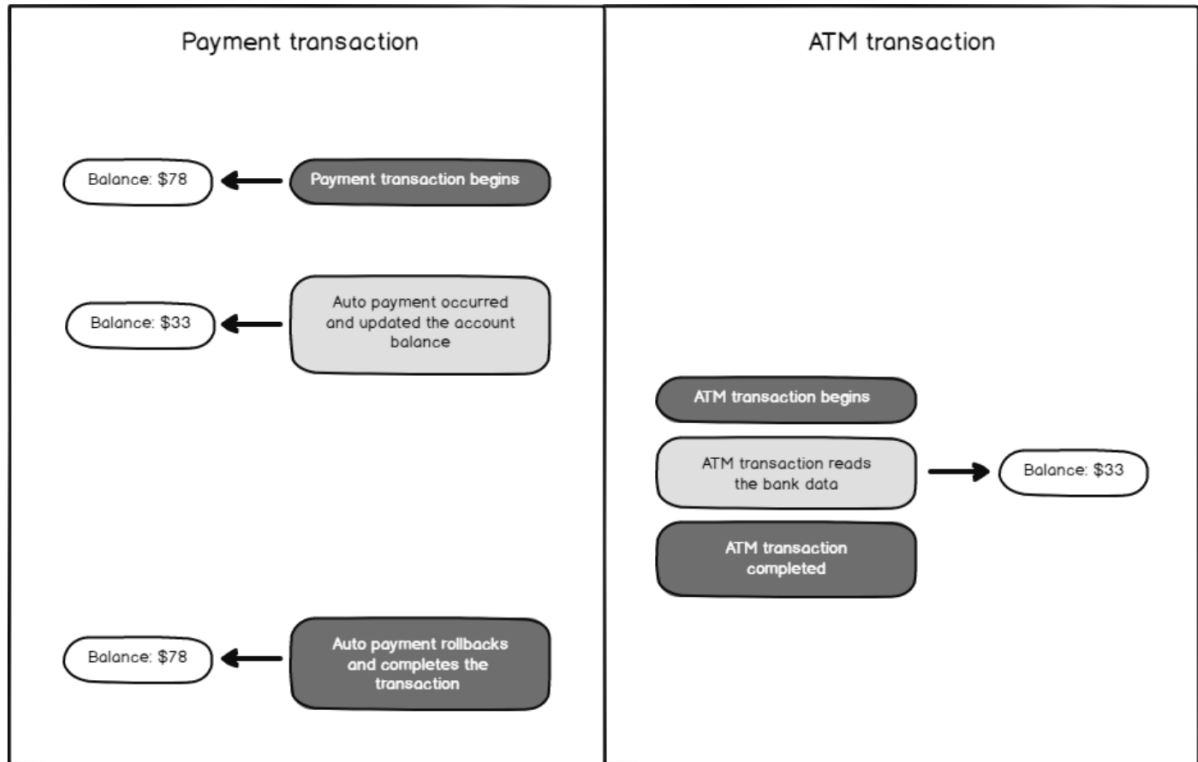 Payment transaction
ATM transaction
Balance: $78
Payment transaction begins
Balance: $33
Auto payment occurred
and updated the account
balance
ATM transaction begins
ATM transaction reads
the bank data
Balance: $33
ATM transaction
completed
Balance: $78
Auto payment rollbacks
and completes the
transaction